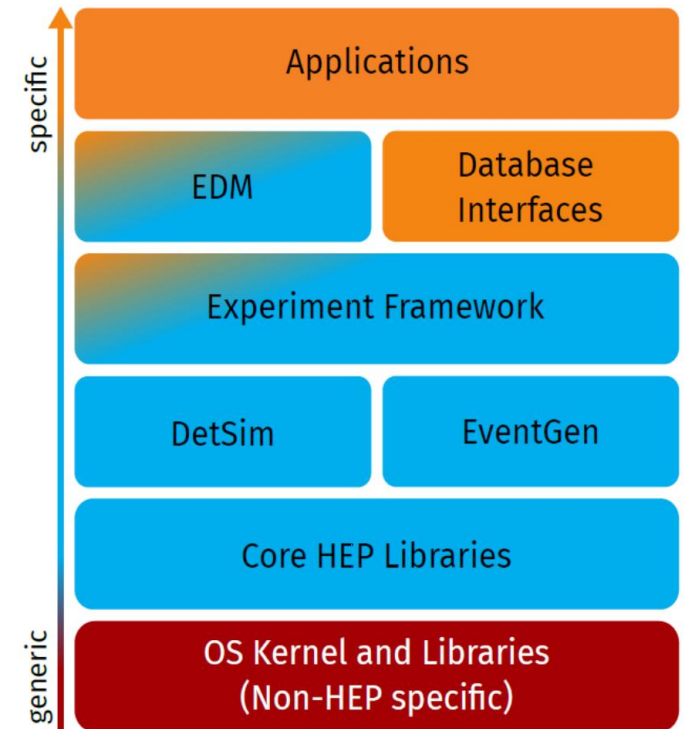 specific
Applications
EDM
Database
Interfaces
Experiment Framework
DetSim
EventGen
Core HEP Libraries
generic
OS Kernel and Libraries
(Non-HEP specific)